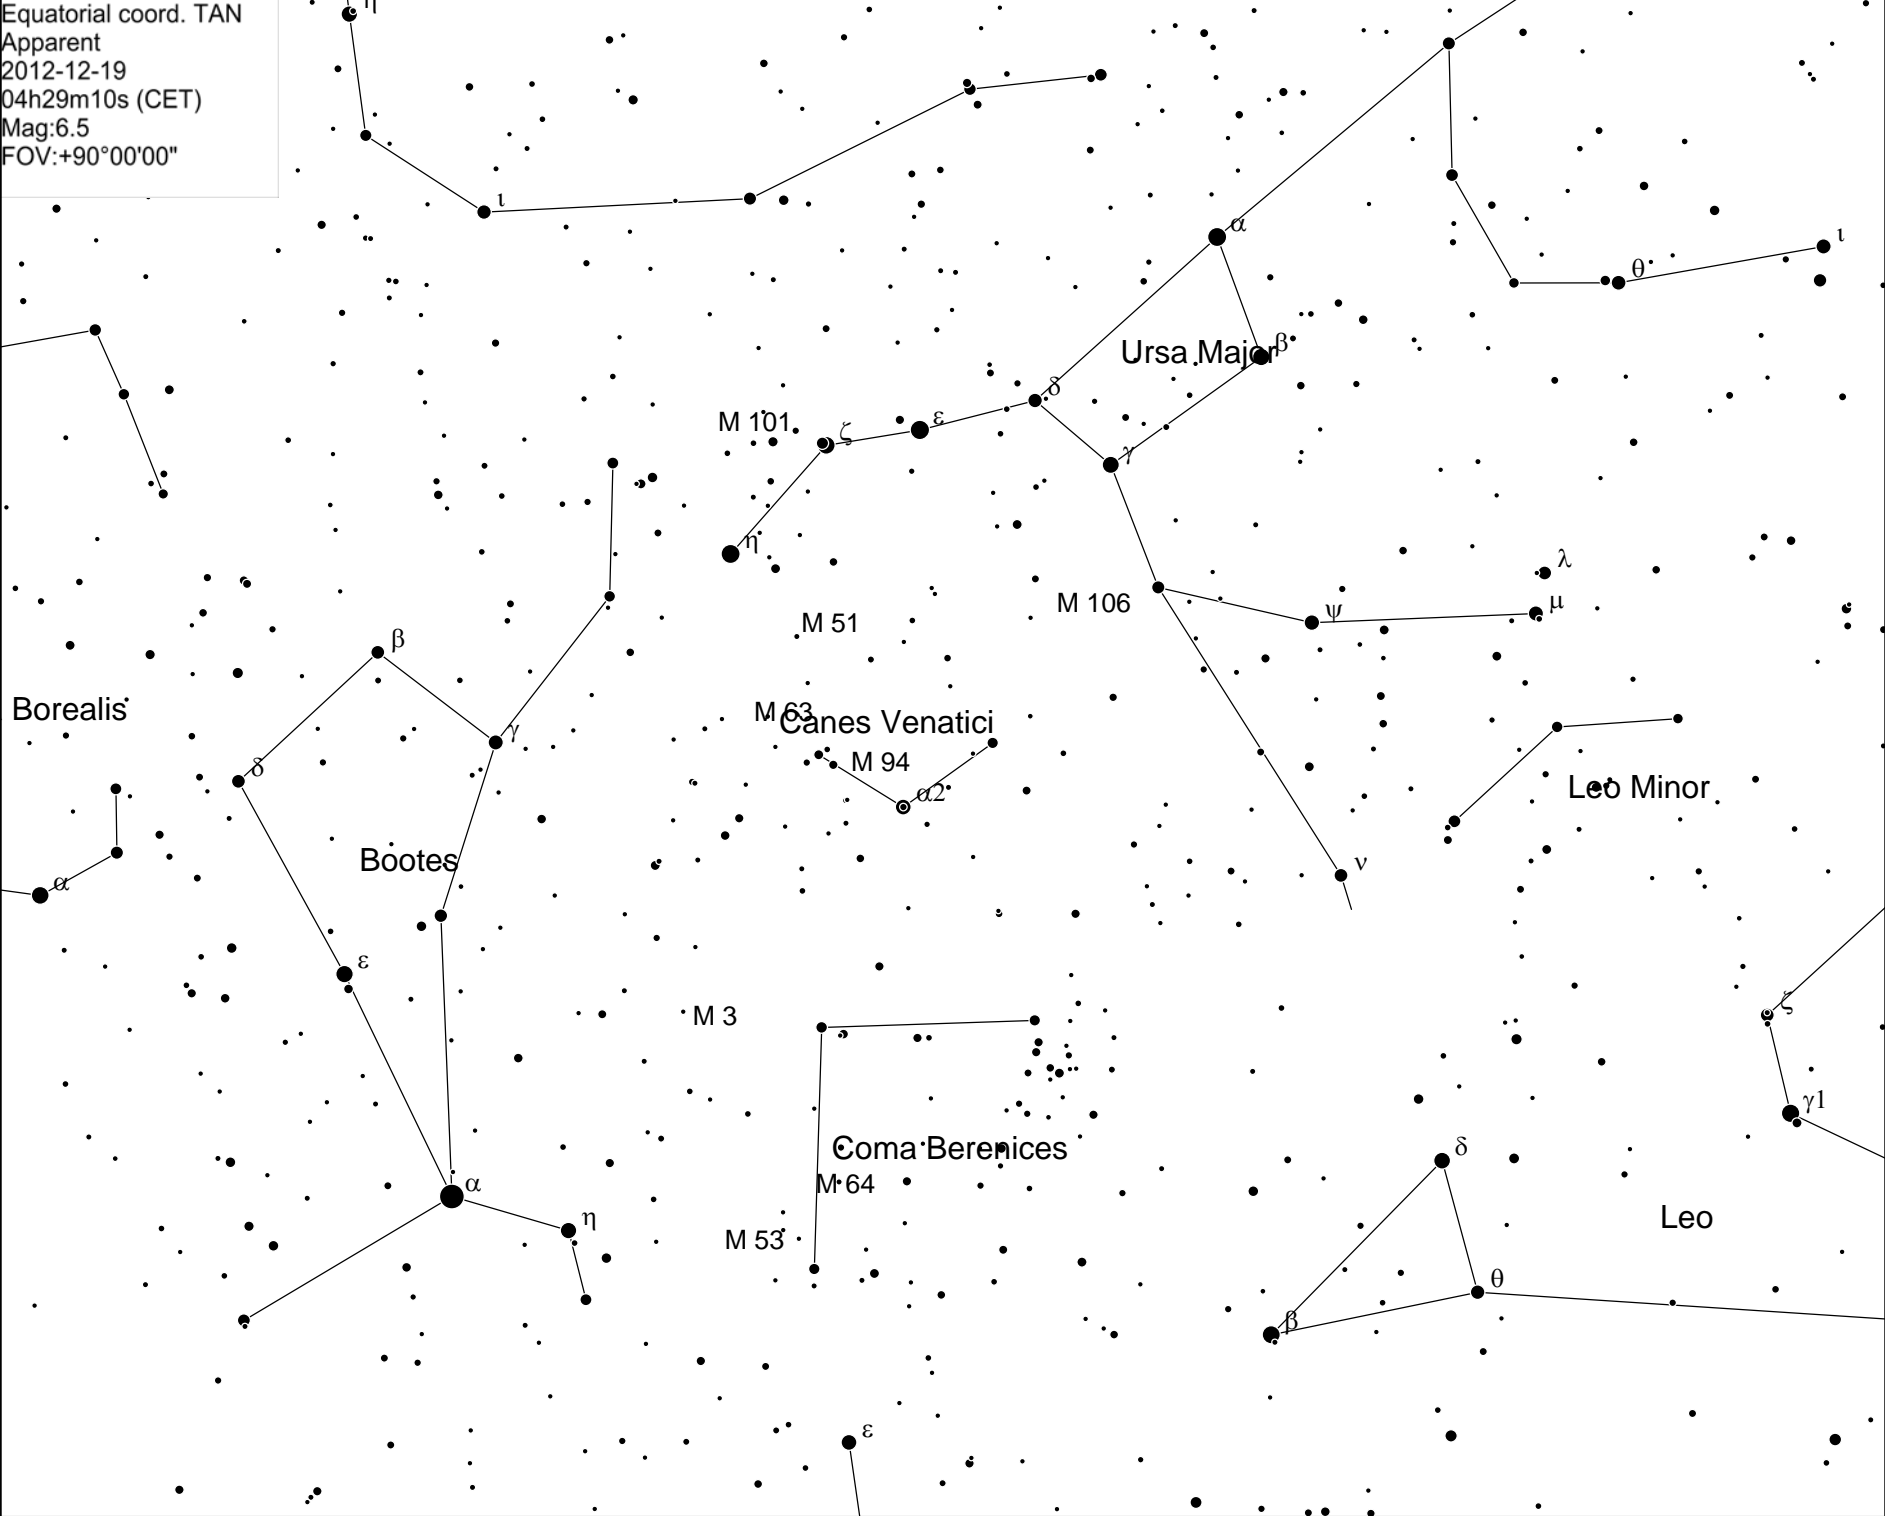 Equatorial coord. TAN
Apparent
2012-12-19
04h29m10s (CET)
Mag:6.5
FOV:+90°00'00"
η
ι
α
ι
θ
Ursa Major
β
δ
M 101
ζ
ε
γ
η
λ
M 106
μ
ψ
M 51
β
Borealis
M 63
Canes Venatici
γ
M 94
δ
α2
Leo Minor
Bootes
ν
α
ε
ζ
M 3
γ1
Coma Berenices
δ
M 64
α
η
Leo
M 53
θ
β
ε